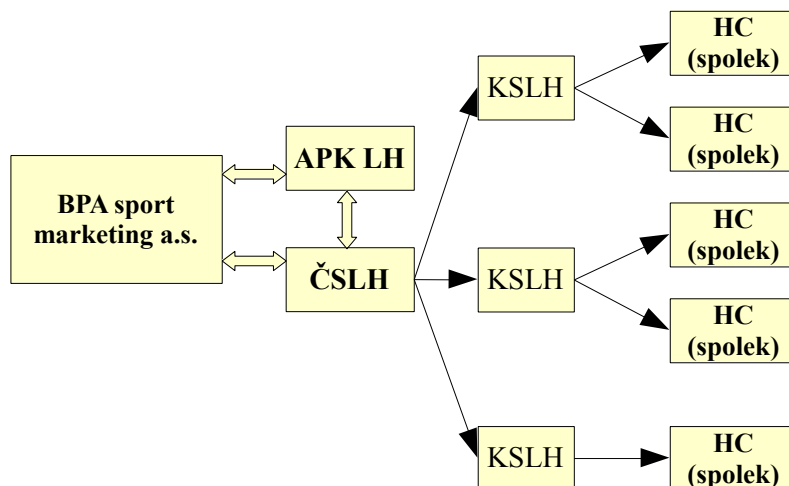 BPA sport
marketing a.s.
APK LH
ČSLH
KSLH
HC
(spolek)
HC
(spolek)
KSLH
HC
(spolek)
HC
(spolek)
KSLH
HC
(spolek)